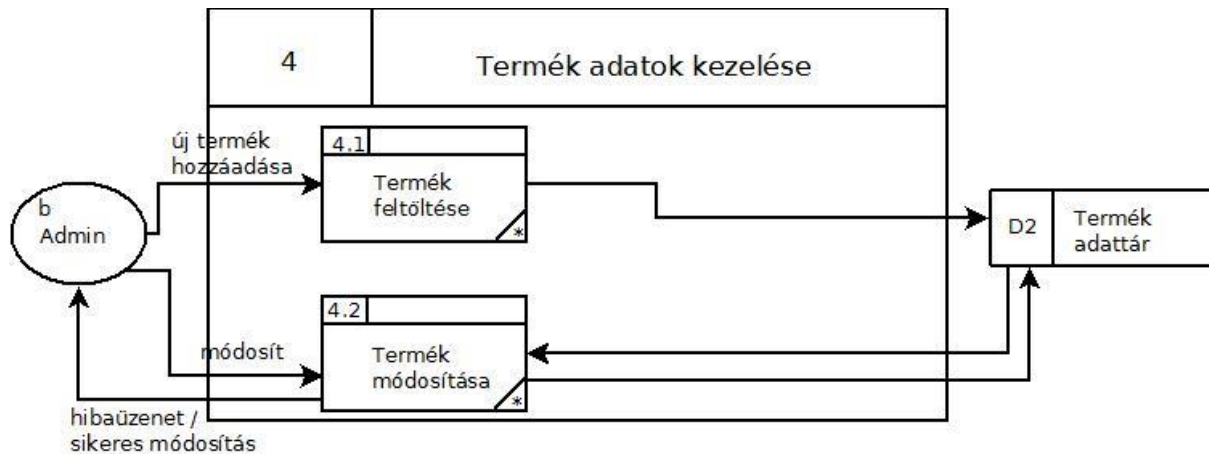 4
Termék adatok kezelése
új termék
hozzáadása
4.1
Termék
feltöltése
*
b
Admin
D2
Termék
adattár
4.2
módosít
Termék
módosítása
*
hibaüzenet /
sikeres módosítás